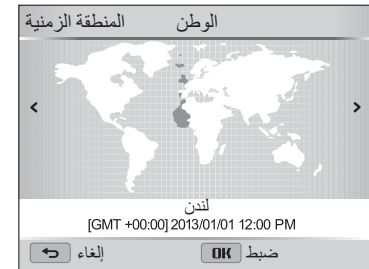 المنطقة الزمنية الوطن
لندن
[GMT +00:00] 2013/01/01 12:00 PM
إلغاء OK ضبط